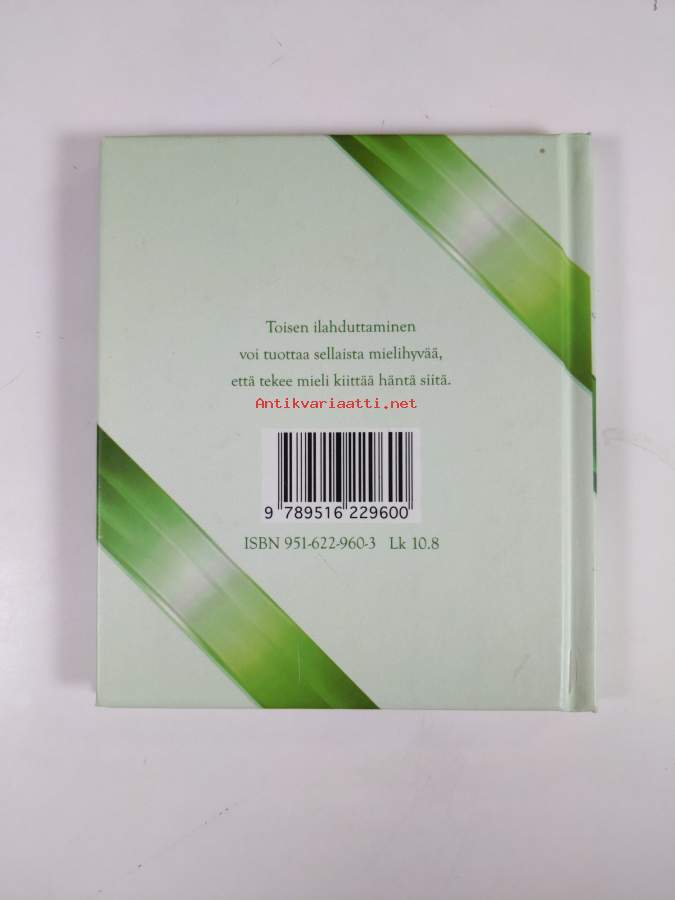 Toisen ilahduttaminen
voi tuottaa sellaista mielihyvää,
että tekee mieli kiittää häntä siitä.
Antikvariaatti.net
9 789516 229600
ISBN 951-622-960-3 Lk 10.8